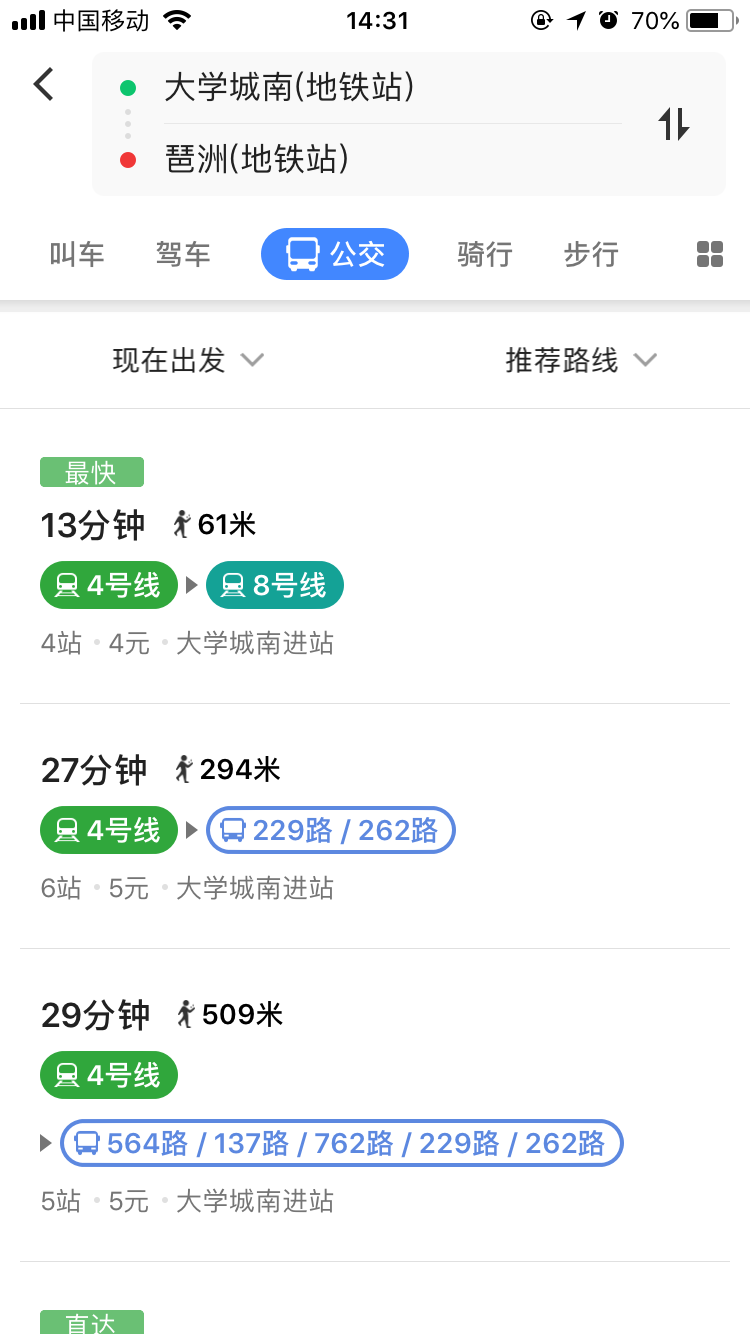 中国移动 14:31 70%
大学城南(地铁站)
琶洲(地铁站)
叫车 驾车 公交 骑行 步行
现在出发 推荐路线
最快
13分钟 61米
4号线 8号线
4站 · 4元 · 大学城南进站
27分钟 294米
4号线 229路 / 262路
6站 · 5元 · 大学城南进站
29分钟 509米
4号线
564路 / 137路 / 762路 / 229路 / 262路
5站 · 5元 · 大学城南进站
直达